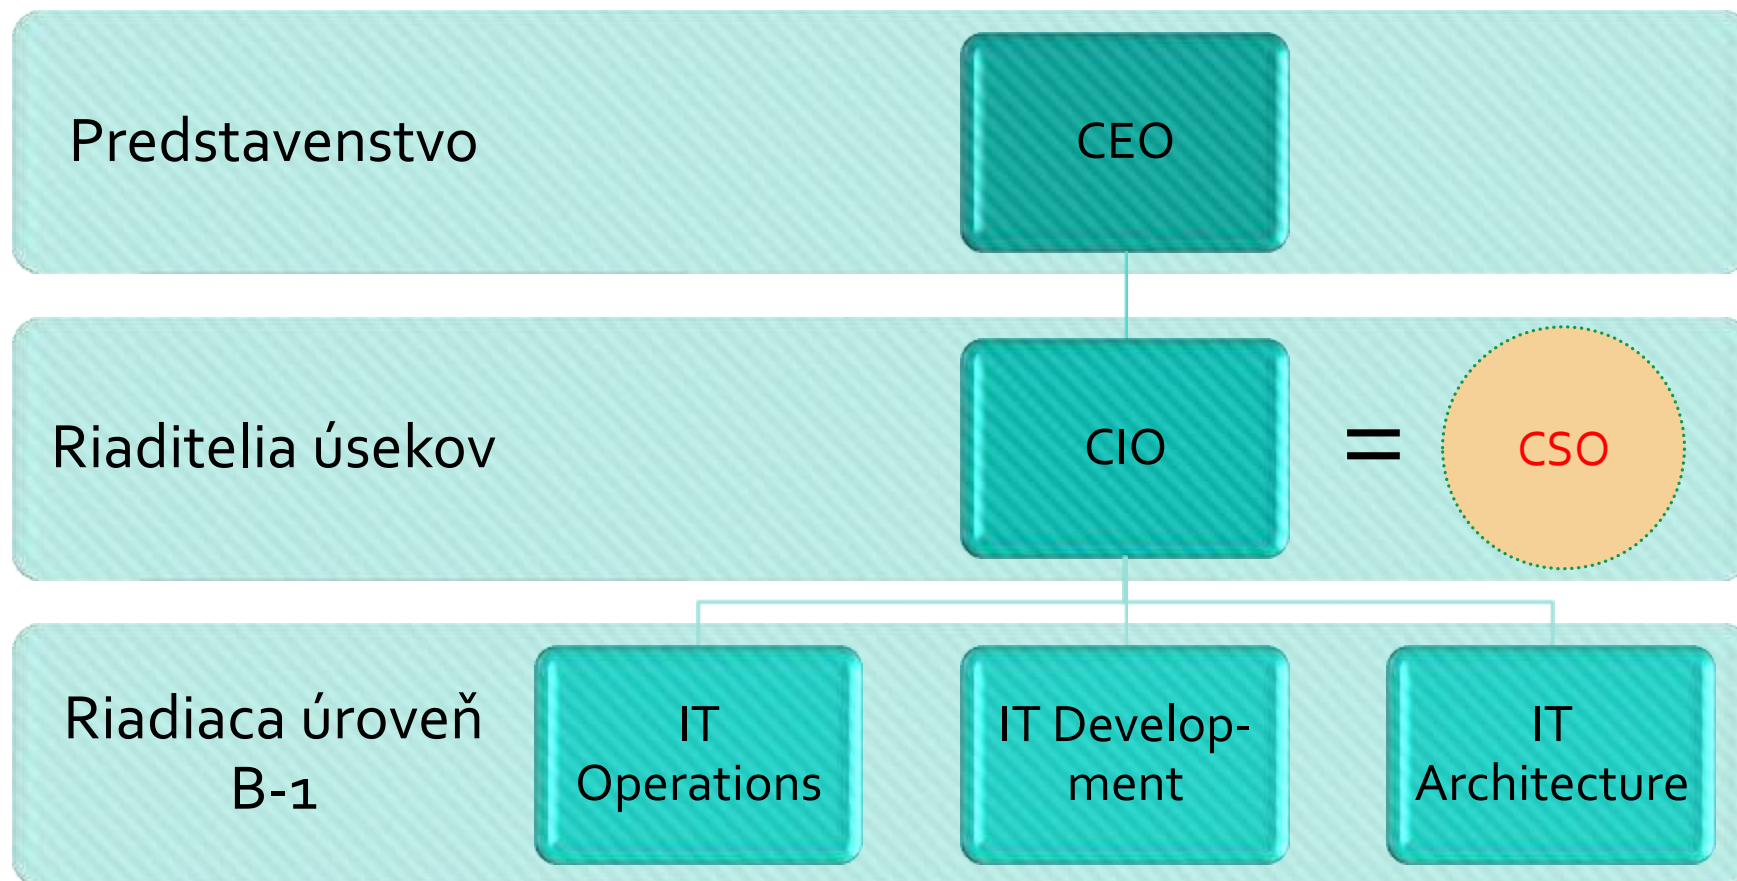 Predstavenstvo
CEO
Riaditelia úsekov
CIO
=
CSO
Riadiaca úroveň
B-1
IT
Operations
IT Develop-
ment
IT
Architecture